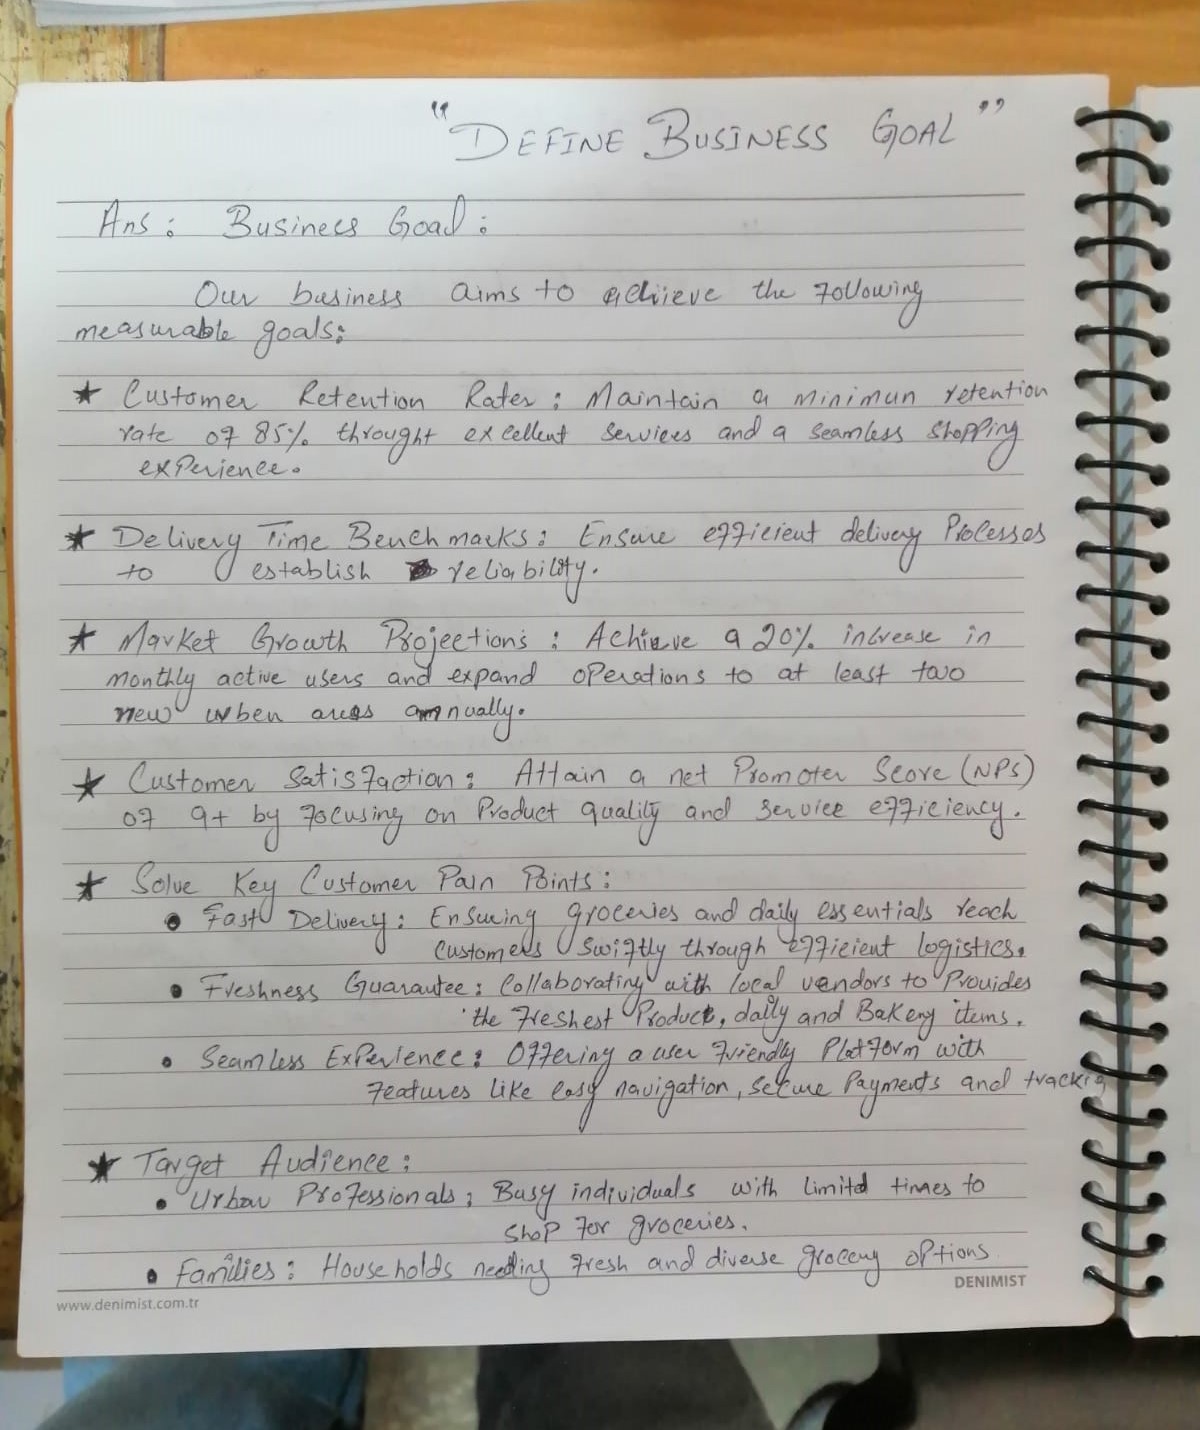 "DEFINE BUSINESS GOAL"
Ans: Business Goal:
Our business aims to achieve the following
measurable goals:
★ Customer Retention Rates: Maintain a minimun retention
rate of 85% throught excellent services and a seamless shopping
experience.
★ Delivery Time Benchmarks: Ensure efficient delivery Processes
to establish reliability.
★ Market Growth Projections: Achieve a 20% increase in
monthly active users and expand operations to at least two
new urben areas annually.
★ Customer Satisfaction: Attain a net Promoter Score (NPS)
of 9+ by focusing on Product quality and service efficiency.
★ Solve Key Customer Pain Points:
• Fast Delivery: Ensuring groceries and daily essentials reach
customers swiftly through efficient logistics.
• Freshness Guarantee: Collaborating with local vendors to Provides
the freshest Product, daily and Bakery items.
• Seamless Experience: Offering a user friendly Platform with
features like easy navigation, secure Payments and tracking
★ Target Audience:
• Urban Professionals: Busy individuals with limitd times to
shop for groceries.
• Families: Households needing fresh and diverse grocery options
DENIMIST
www.denimist.com.tr